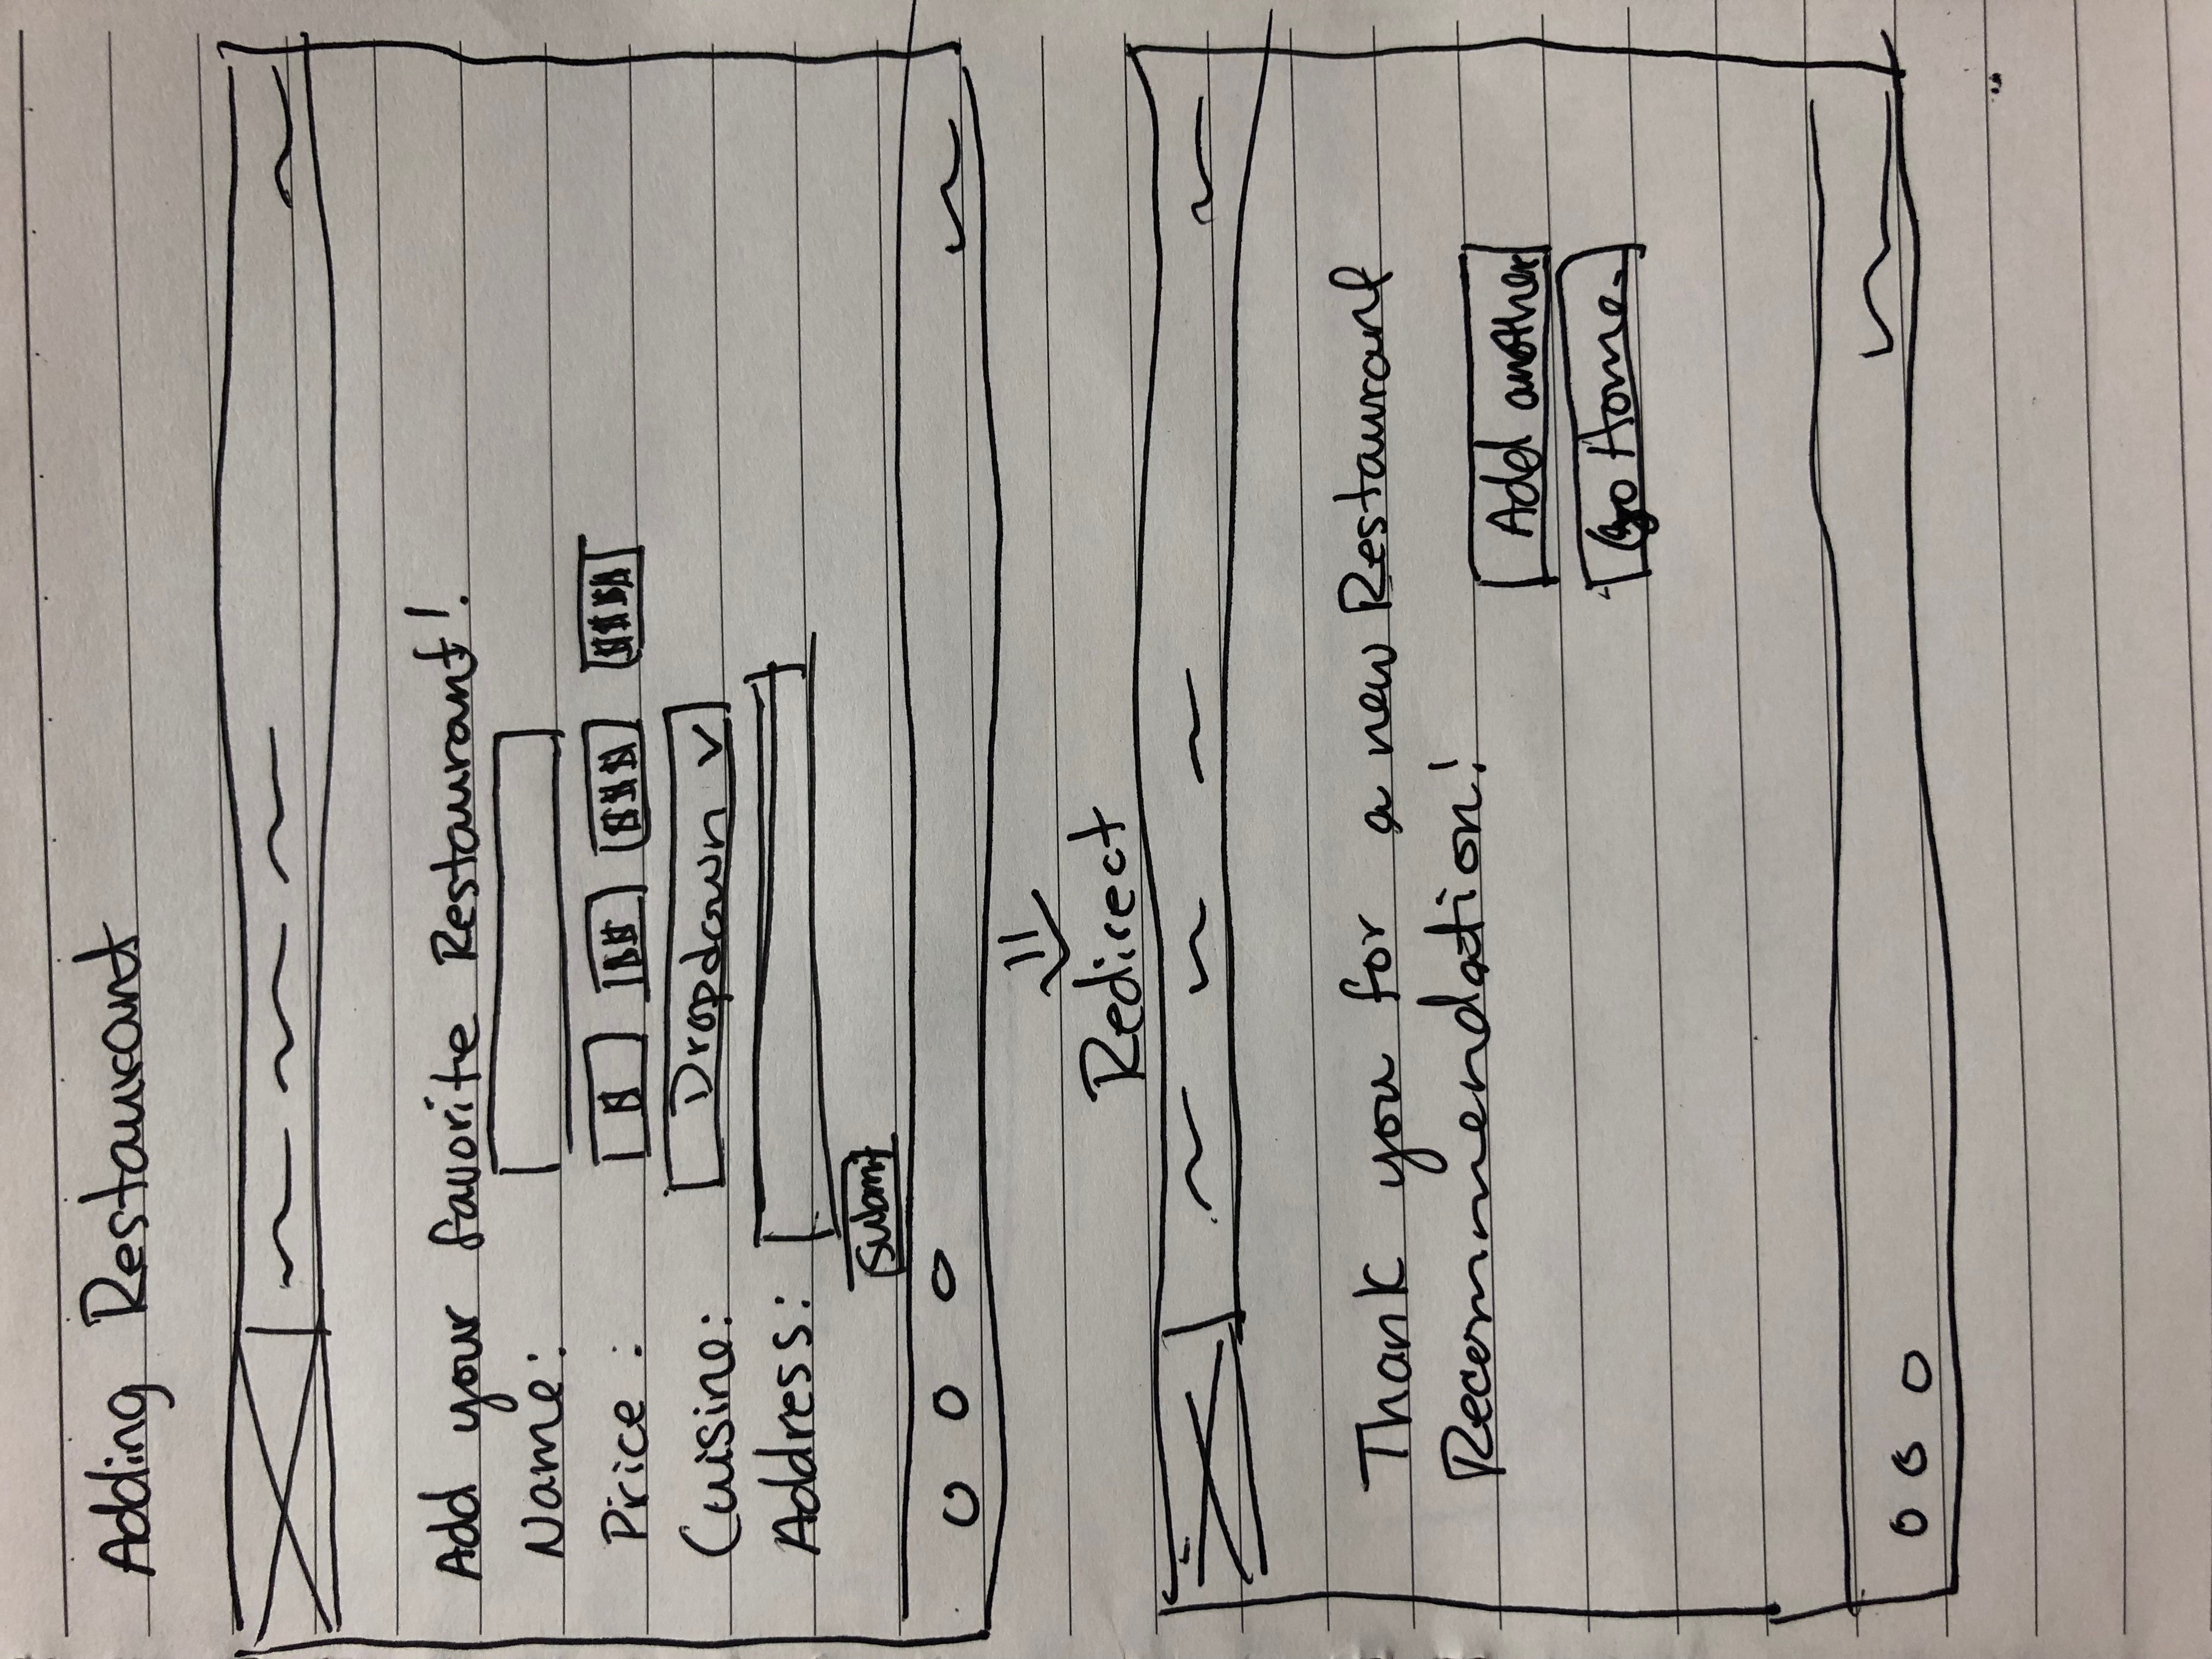 Adding Restaurant
Add your favorite Restaurant!
Name:
Price : $ $$ $$$ $$$$
Cuisine: Dropdown v
Address:
Submit
Redirect
Thank you for a new Restaurant
Recommendation!
Add another
Go Home